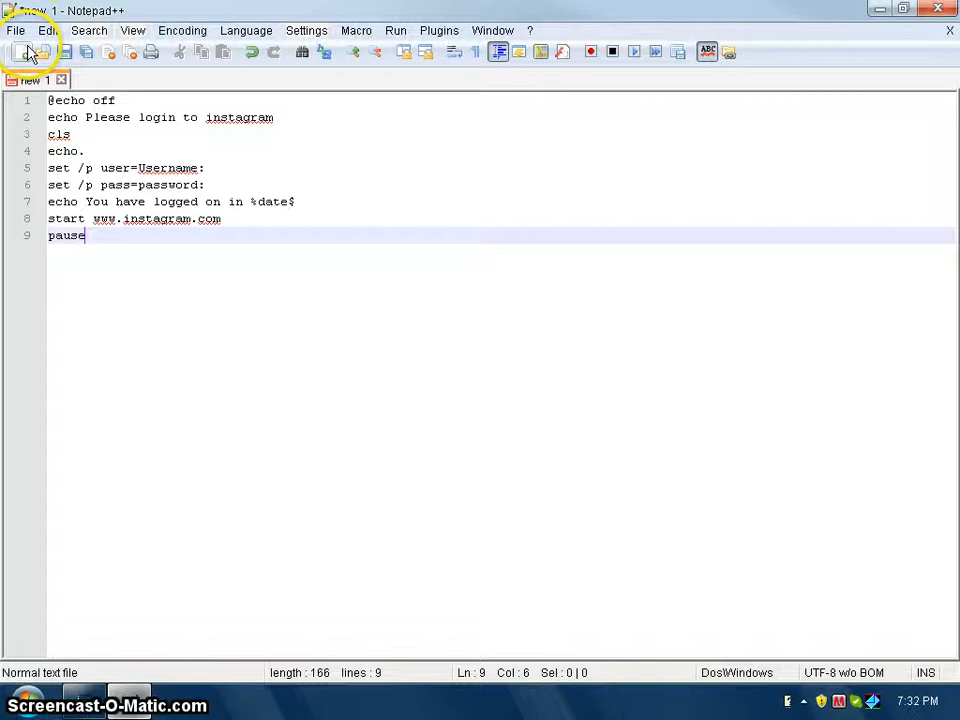 *new 1 - Notepad++
File Edit Search View Encoding Language Settings Macro Run Plugins Window ? X
ABC
new 1
1 @echo off
2 echo Please login to instagram
3 cls
4 echo.
5 set /p user=Username:
6 set /p pass=password:
7 echo You have logged on in %date$
8 start www.instagram.com
9 pause
Normal text file length : 166 lines : 9 Ln : 9 Col : 6 Sel : 0 | 0 Dos\Windows UTF-8 w/o BOM INS
Screencast-O-Matic.com 7:32 PM